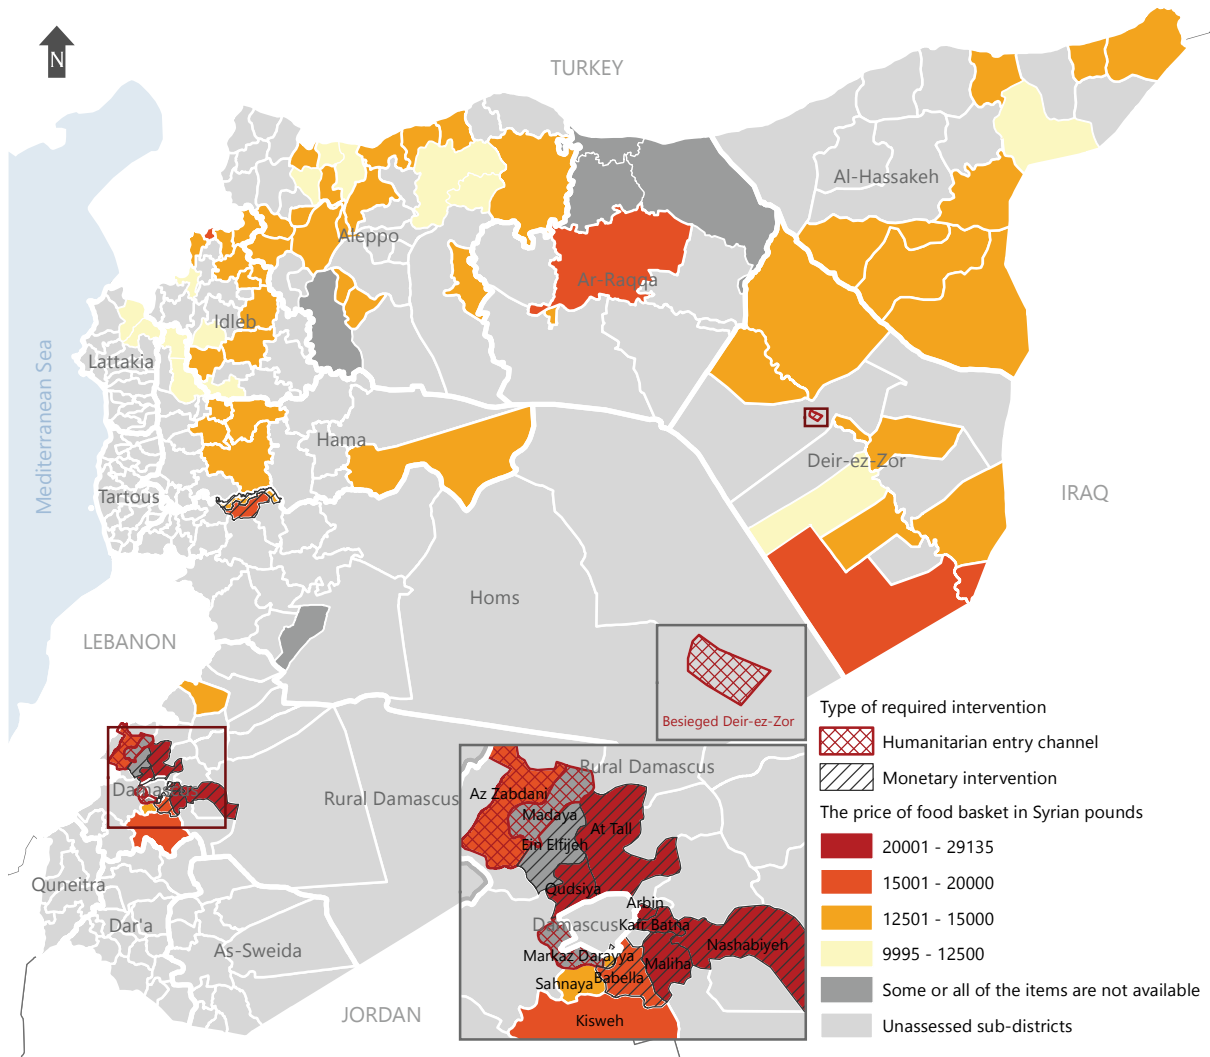 N
TURKEY
Al-Hassakeh
Aleppo
Ar-Raqqa
Idleb
Lattakia
Mediterranean Sea
Hama
Deir-ez-Zor
Tartous
IRAQ
Homs
LEBANON
Besieged Deir-ez-Zor
Type of required intervention
Humanitarian entry channel
Monetary intervention
The price of food basket in Syrian pounds
20001 - 29135
15001 - 20000
12501 - 15000
9995 - 12500
Some or all of the items are not available
Unassessed sub-districts
Damascus
Rural Damascus
Quneitra
Dar'a
As-Sweida
JORDAN
Rural Damascus
Az Zabdani
Madaya
At Tall
Ein Elfijeh
Qudsiya
Arbin
Damascus
Kafr Batna
Nashabiyeh
Markaz Darayya
Maliha
Sahnaya
Babella
Kisweh